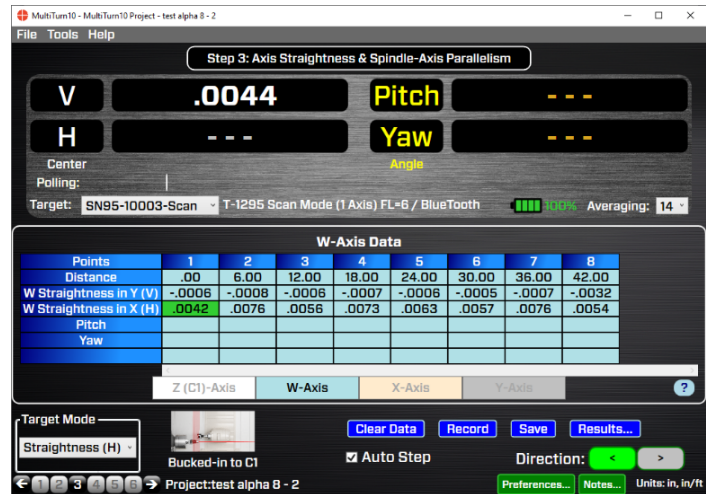 MultiTurn10 - MultiTurn10 Project - test alpha 8 - 2
File Tools Help
Step 3: Axis Straightness & Spindle-Axis Parallelism
V .0044 Pitch - - -
H - - - Yaw - - -
Center Angle
Polling:
Target: SN95-10003-Scan T-1295 Scan Mode (1 Axis) FL=6 / BlueTooth 100% Averaging: 14
W-Axis Data
Points 1 2 3 4 5 6 7 8
Distance .00 6.00 12.00 18.00 24.00 30.00 36.00 42.00
W Straightness in Y (V) -.0006 -.0008 -.0006 -.0007 -.0006 -.0005 -.0007 -.0032
W Straightness in X (H) .0042 .0076 .0056 .0073 .0063 .0057 .0076 .0054
Pitch
Yaw
Z (C1)-Axis W-Axis X-Axis Y-Axis ?
Target Mode
Straightness (H)
Bucked-in to C1
Clear Data Record Save Results...
Auto Step Direction: < >
1 2 3 4 5 6 Project:test alpha 8 - 2 Preferences... Notes... Units: in, in/ft